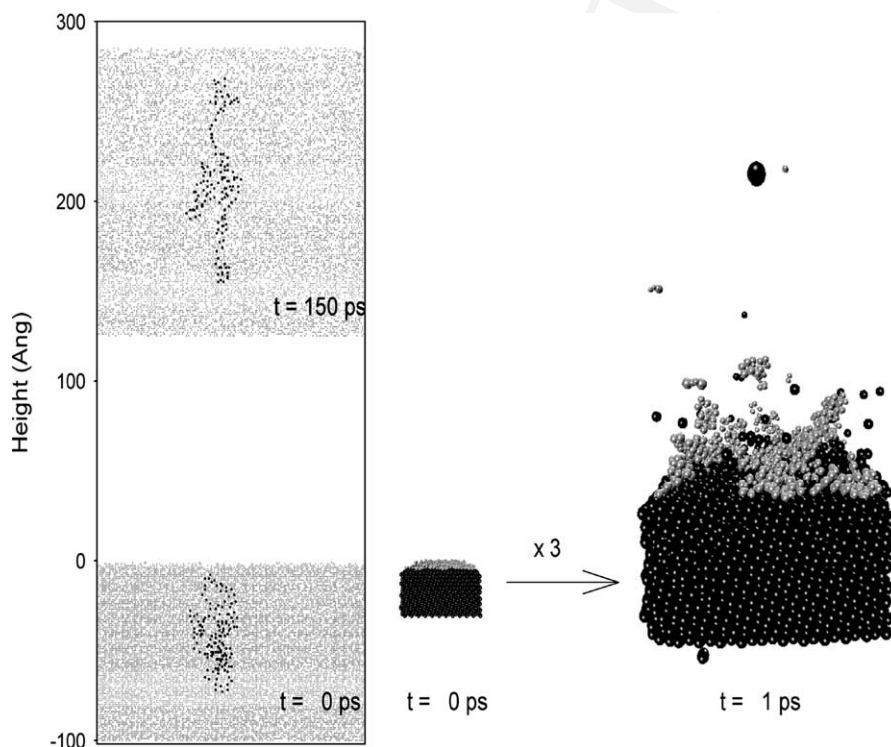 300
200
100
0
-100
Height (Ang)
t = 150 ps
t = 0 ps
x 3
t = 0 ps
t = 1 ps